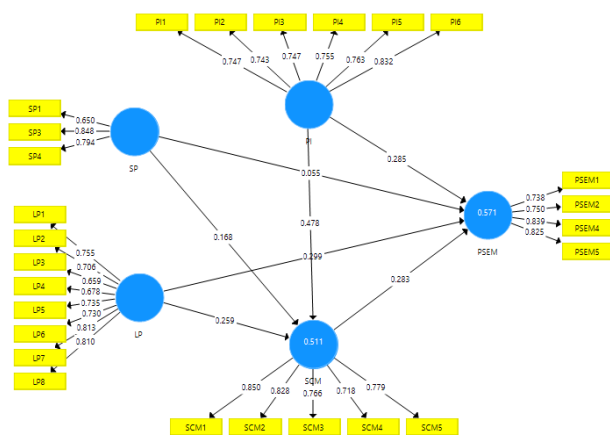 PI1 PI2 PI3 PI4 PI5 PI6
0.747 0.743 0.747 0.755 0.763 0.832
PI
SP1
SP3
SP4
0.650
0.848
0.794
SP
0.285
0.055
0.478
0.168
0.299
0.283
0.259
PSEM1
PSEM2
PSEM4
PSEM5
0.738
0.750
0.839
0.825
0.571
PSEM
LP1
LP2
LP3
LP4
LP5
LP6
LP7
LP8
0.755
0.706
0.659
0.678
0.735
0.730
0.813
0.810
LP
0.511
SCM
0.850 0.828 0.766 0.718 0.779
SCM1 SCM2 SCM3 SCM4 SCM5